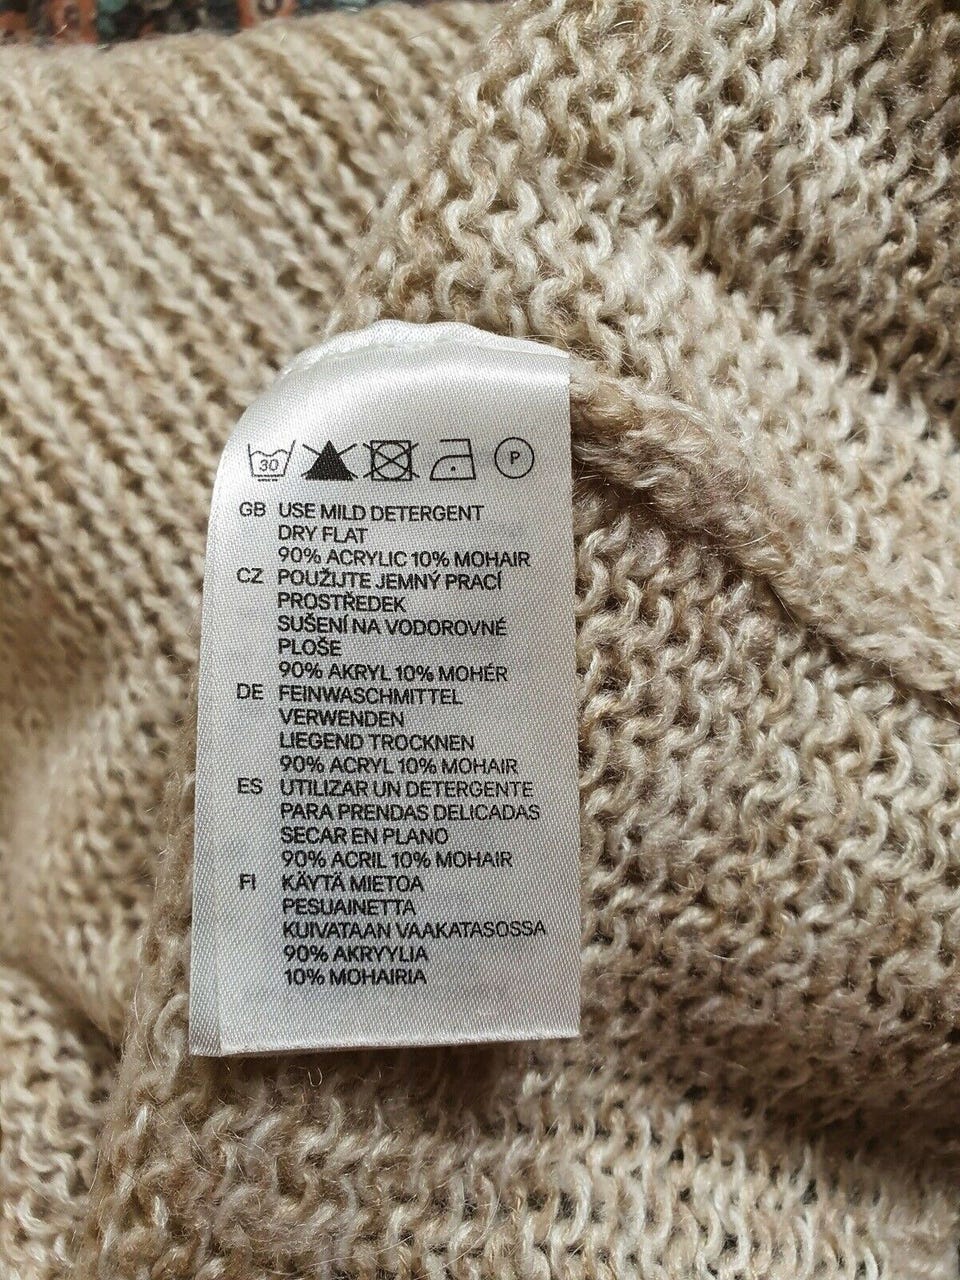 30
P
GB USE MILD DETERGENT
DRY FLAT
90% ACRYLIC 10% MOHAIR
CZ POUŽIJTE JEMNÝ PRACÍ
PROSTŘEDEK
SUŠENÍ NA VODOROVNÉ
PLOŠE
90% AKRYL 10% MOHÉR
DE FEINWASCHMITTEL
VERWENDEN
LIEGEND TROCKNEN
90% ACRYL 10% MOHAIR
ES UTILIZAR UN DETERGENTE
PARA PRENDAS DELICADAS
SECAR EN PLANO
90% ACRIL 10% MOHAIR
FI KÄYTÄ MIETOA
PESUAINETTA
KUIVATAAN VAAKATASOSSA
90% AKRYYLIA
10% MOHAIRIA